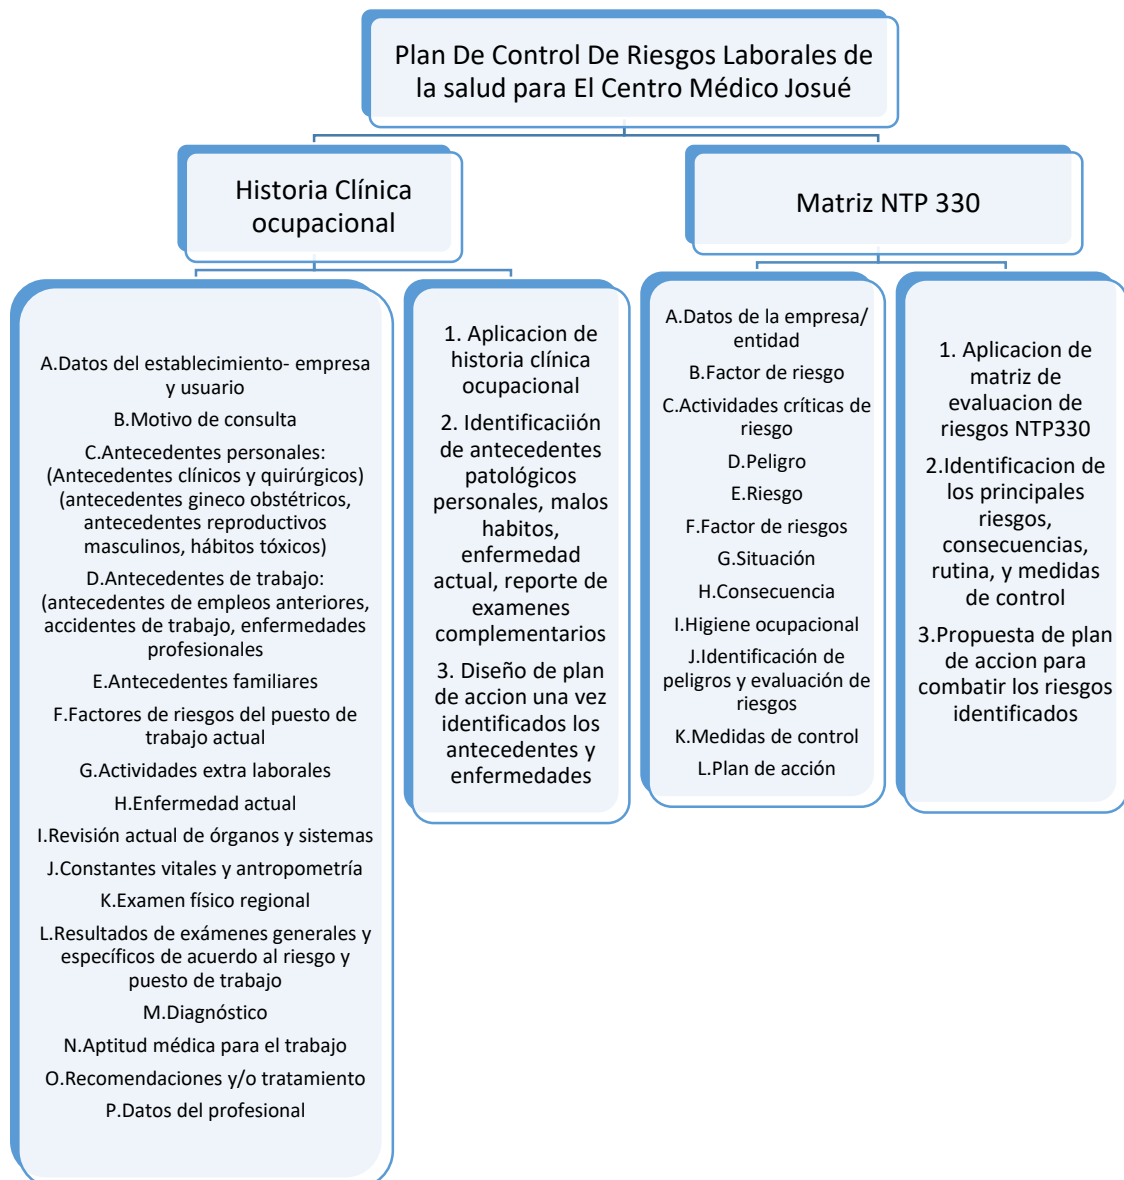 Plan De Control De Riesgos Laborales de
la salud para El Centro Médico Josué
Historia Clínica
ocupacional
Matriz NTP 330
A.Datos del establecimiento- empresa
y usuario
B.Motivo de consulta
C.Antecedentes personales:
(Antecedentes clínicos y quirúrgicos)
(antecedentes gineco obstétricos,
antecedentes reproductivos
masculinos, hábitos tóxicos)
D.Antecedentes de trabajo:
(antecedentes de empleos anteriores,
accidentes de trabajo, enfermedades
profesionales
E.Antecedentes familiares
F.Factores de riesgos del puesto de
trabajo actual
G.Actividades extra laborales
H.Enfermedad actual
I.Revisión actual de órganos y sistemas
J.Constantes vitales y antropometría
K.Examen físico regional
L.Resultados de exámenes generales y
específicos de acuerdo al riesgo y
puesto de trabajo
M.Diagnóstico
N.Aptitud médica para el trabajo
O.Recomendaciones y/o tratamiento
P.Datos del profesional
1. Aplicacion de
historia clínica
ocupacional
2. Identificaciión
de antecedentes
patológicos
personales, malos
habitos,
enfermedad
actual, reporte de
examenes
complementarios
3. Diseño de plan
de accion una vez
identificados los
antecedentes y
enfermedades
A.Datos de la empresa/
entidad
B.Factor de riesgo
C.Actividades críticas de
riesgo
D.Peligro
E.Riesgo
F.Factor de riesgos
G.Situación
H.Consecuencia
I.Higiene ocupacional
J.Identificación de
peligros y evaluación de
riesgos
K.Medidas de control
L.Plan de acción
1. Aplicacion de
matriz de
evaluacion de
riesgos NTP330
2.Identificacion de
los principales
riesgos,
consecuencias,
rutina, y medidas
de control
3.Propuesta de plan
de accion para
combatir los riesgos
identificados